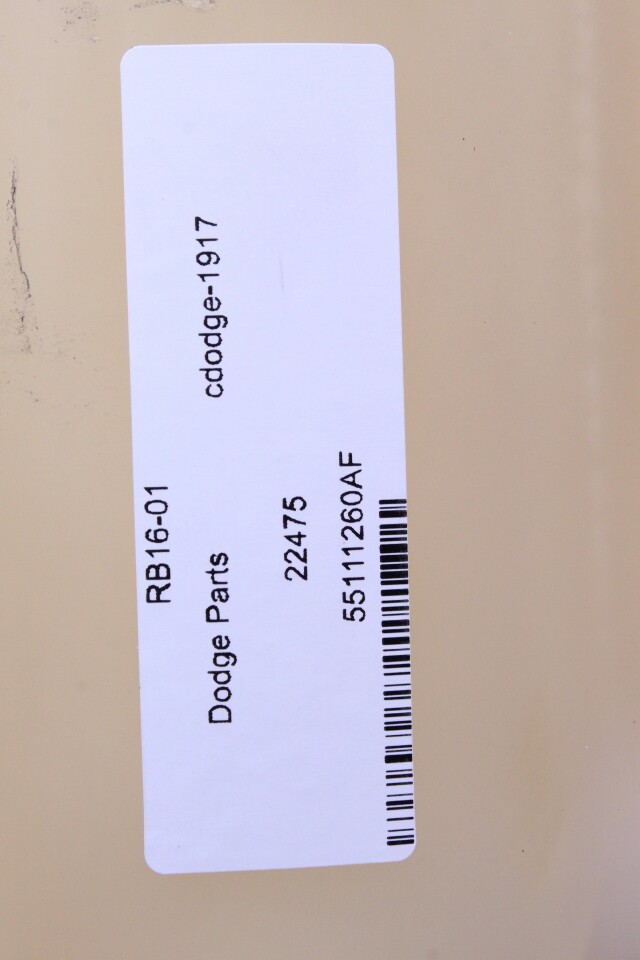 RB16-01
Dodge Parts cdodge-1917
22475
55111260AF